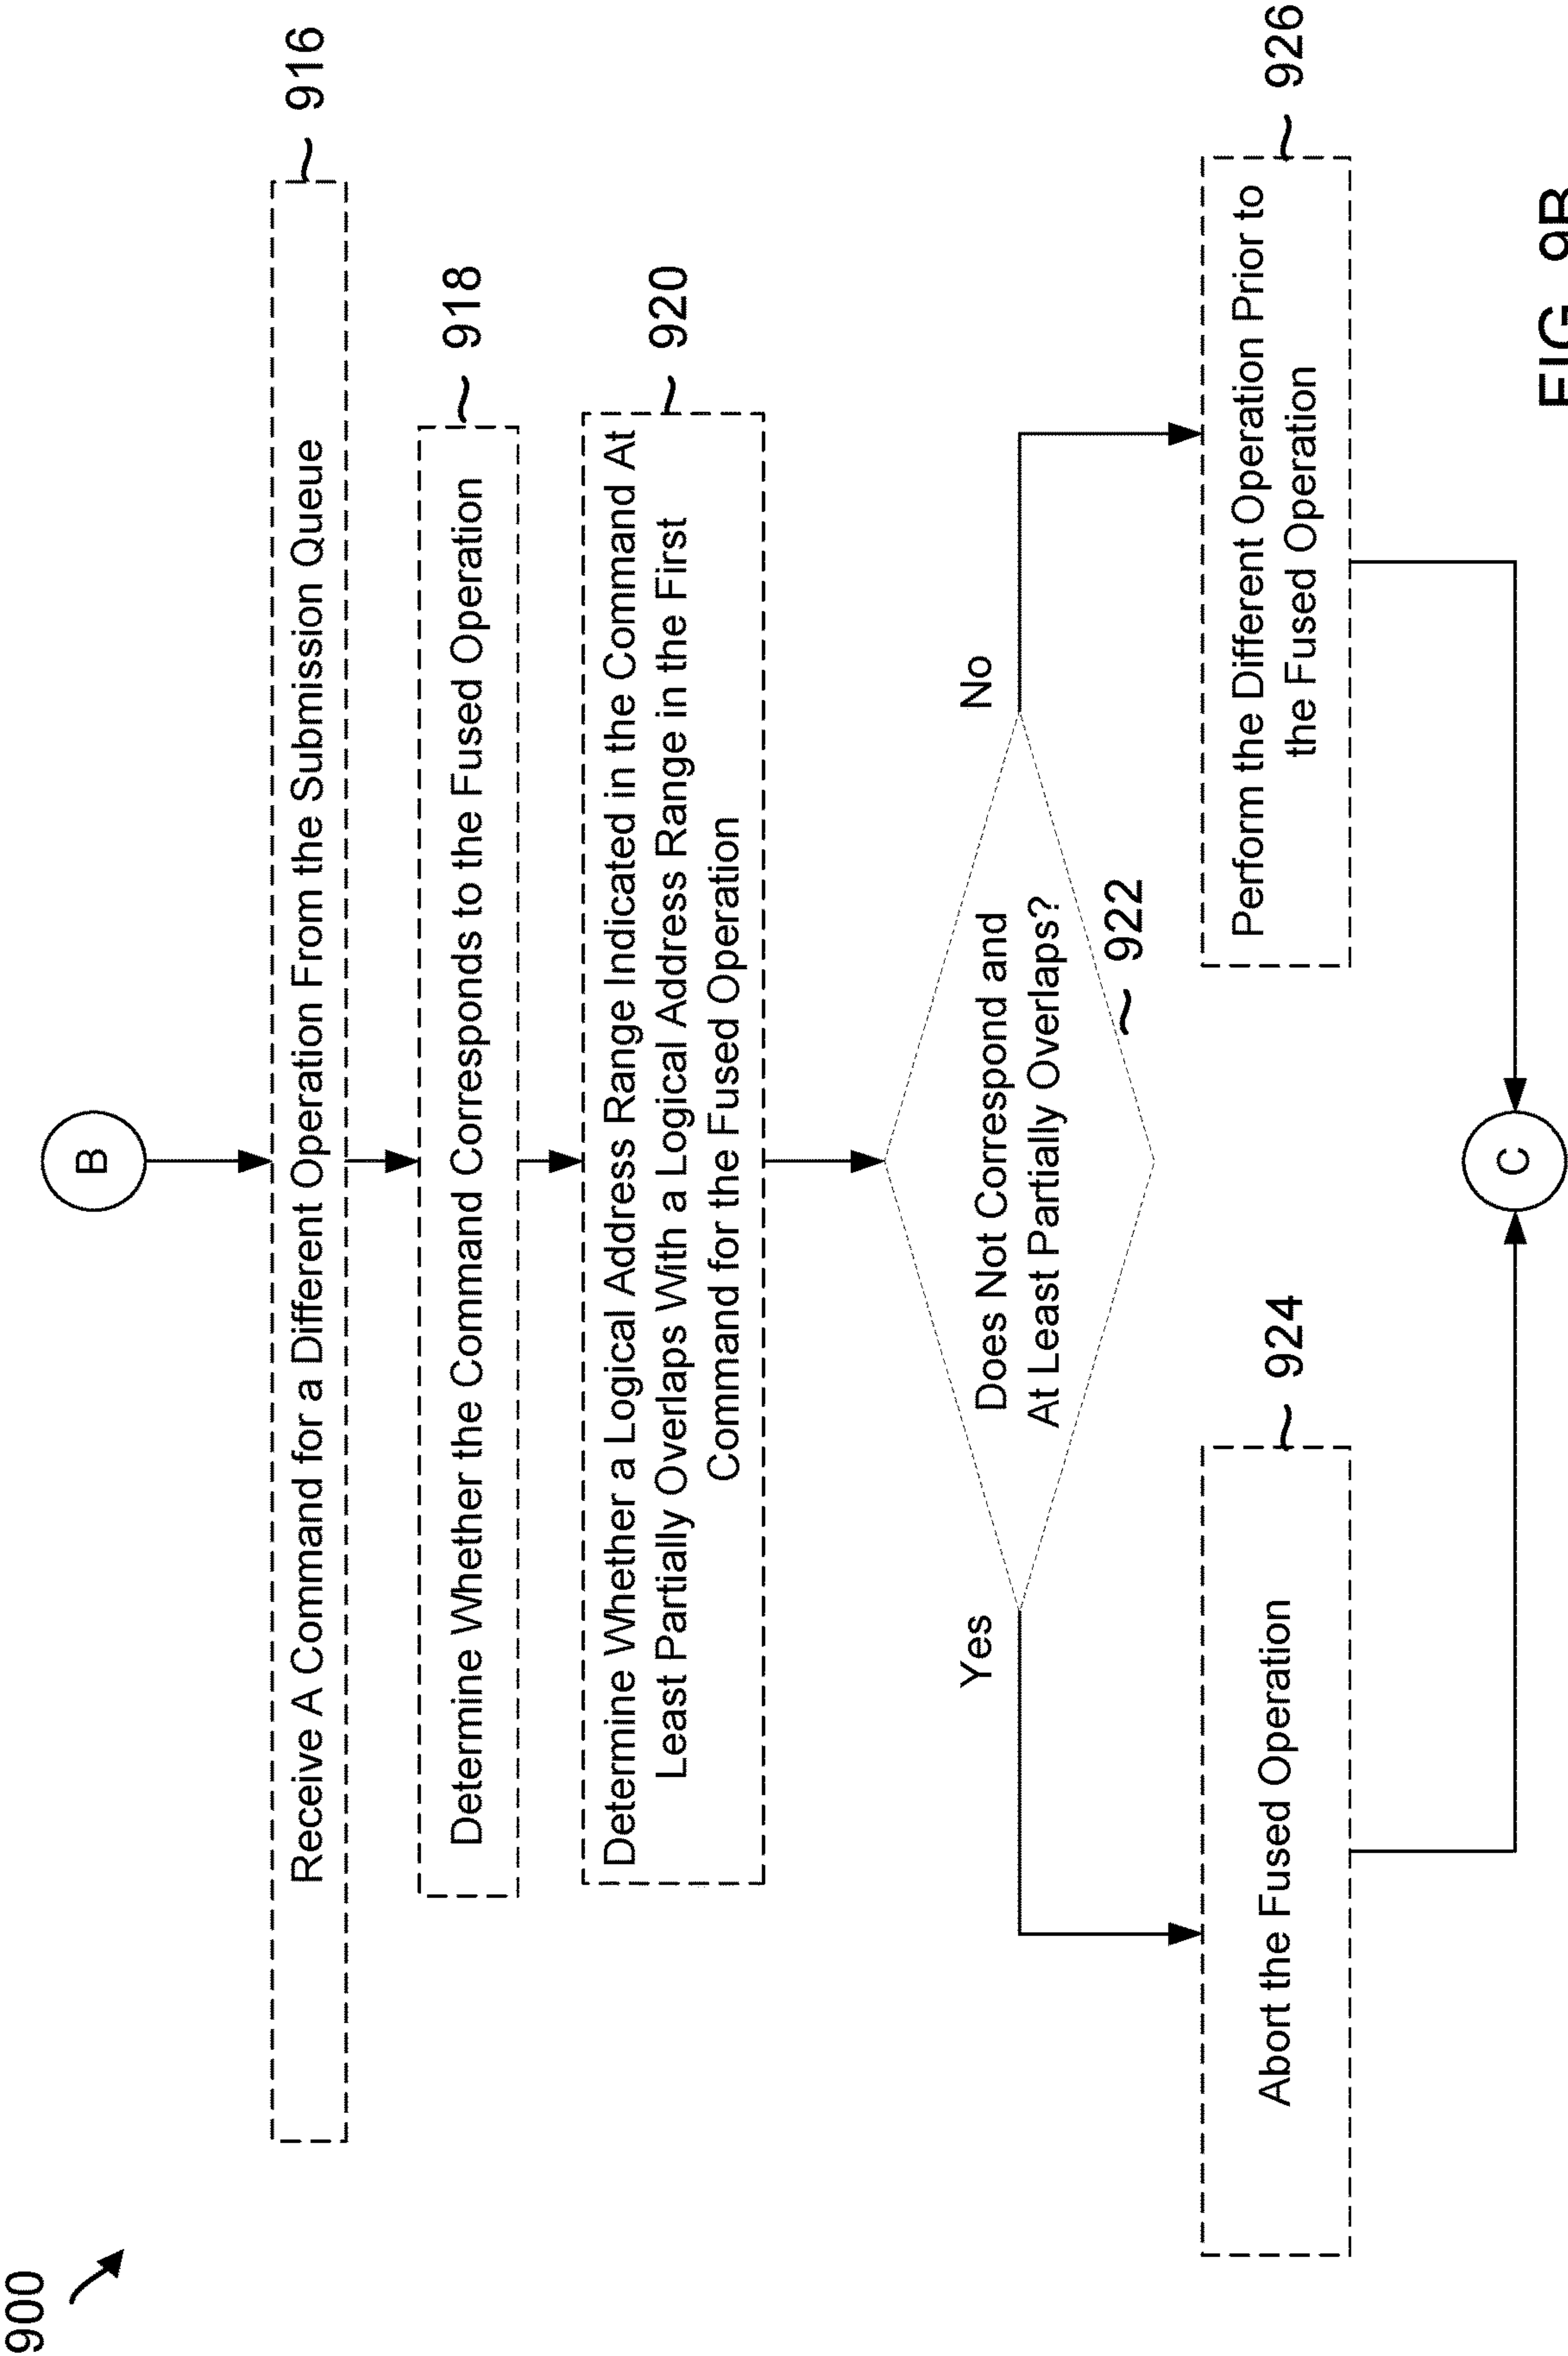 900
B
Receive A Command for a Different Operation From the Submission Queue
~ 916
Determine Whether the Command Corresponds to the Fused Operation
~ 918
Determine Whether a Logical Address Range Indicated in the Command At
Least Partially Overlaps With a Logical Address Range in the First
Command for the Fused Operation
~ 920
Does Not Correspond and
At Least Partially Overlaps?
~ 922
Yes
No
Abort the Fused Operation
~ 924
Perform the Different Operation Prior to
the Fused Operation
~ 926
C
FIG. 9B